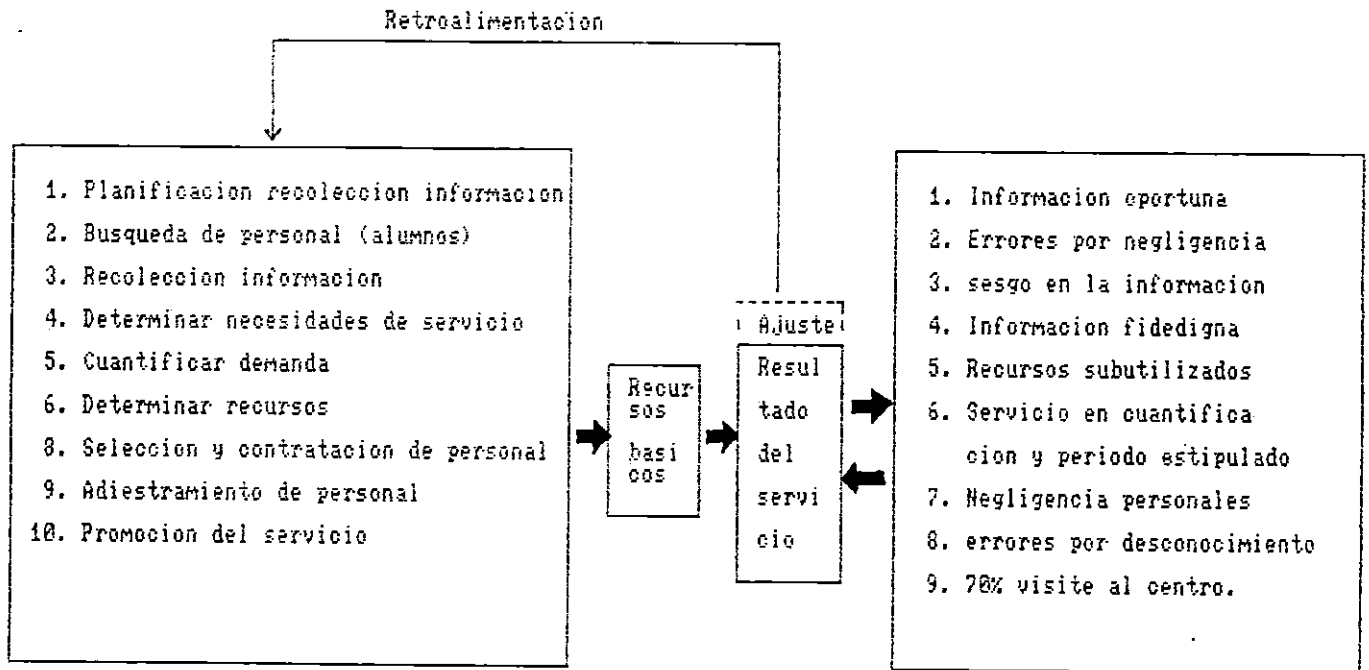 Retroalimentacion
1. Planificacion recoleccion informacion
2. Busqueda de personal (alumnos)
3. Recoleccion informacion
4. Determinar necesidades de servicio
5. Cuantificar demanda
6. Determinar recursos
8. Seleccion y contratacion de personal
9. Adiestramiento de personal
10. Promocion del servicio
Recur
sos
basi
cos
Ajuste
Resul
tado
del
servi
cio
1. Informacion oportuna
2. Errores por negligencia
3. sesgo en la informacion
4. Informacion fidedigna
5. Recursos subutilizados
6. Servicio en cuantifica
cion y periodo estipulado
7. Negligencia personales
8. errores por desconocimiento
9. 70% visite al centro.